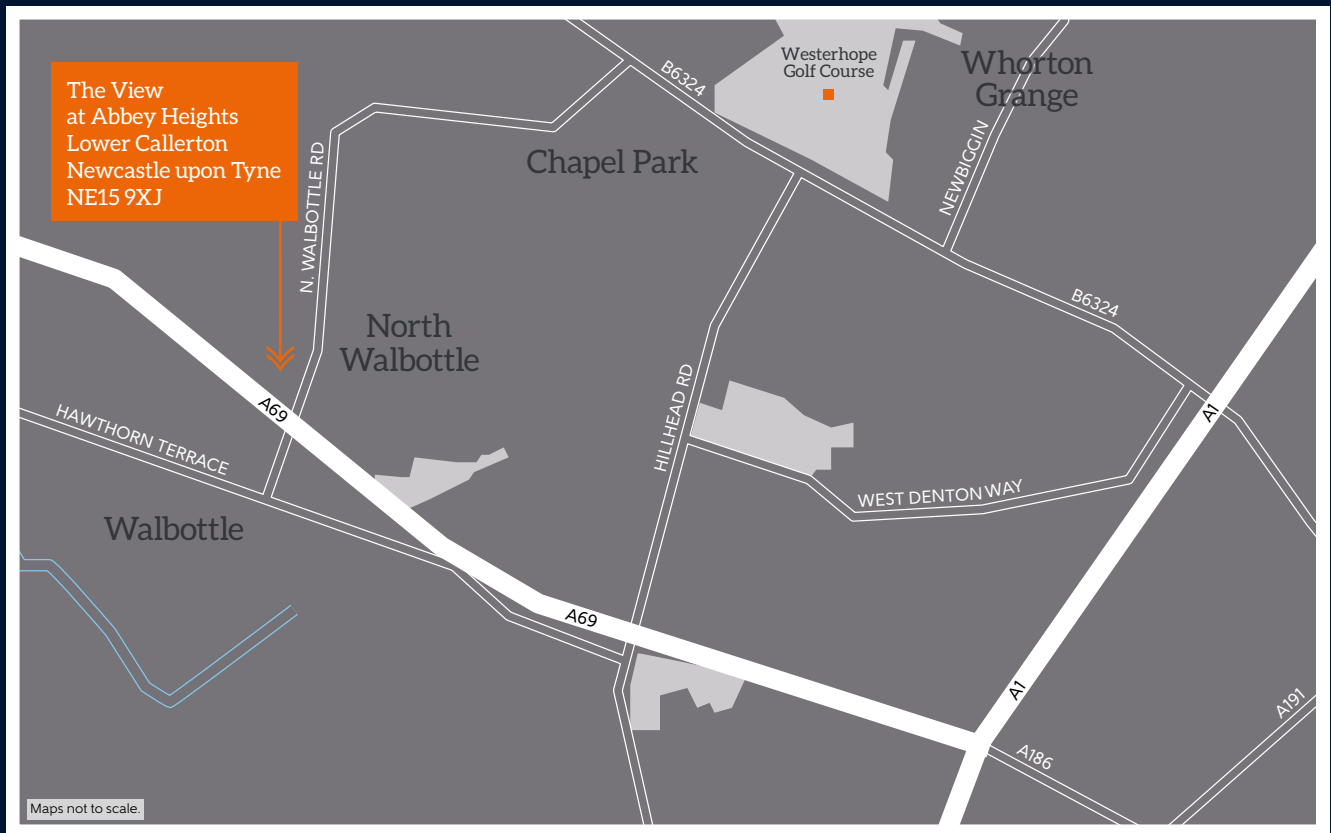 The View
at Abbey Heights
Lower Callerton
Newcastle upon Tyne
NE15 9XJ
B6324
Westerhope
Golf Course
Whorton
Grange
N. WALBOTTLE RD
Chapel Park
NEWBIGGIN
B6324
North
Walbottle
A69
HAWTHORN TERRACE
HILLHEAD RD
A1
WEST DENTON WAY
Walbottle
A69
A1
A191
A186
Maps not to scale.